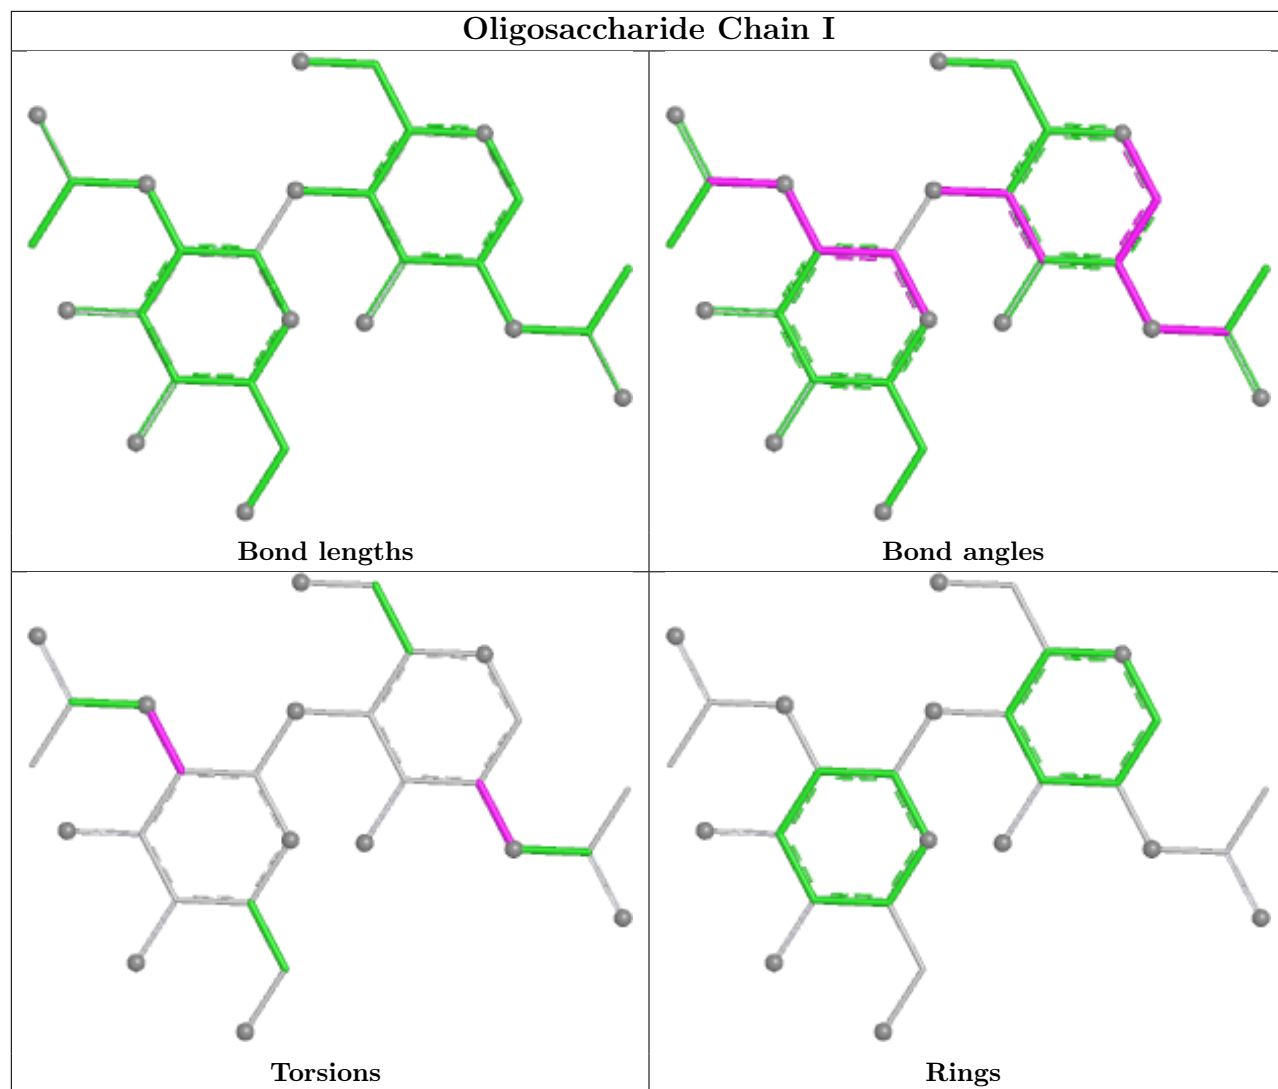 Oligosaccharide Chain I
Bond lengths
Bond angles
Torsions
Rings